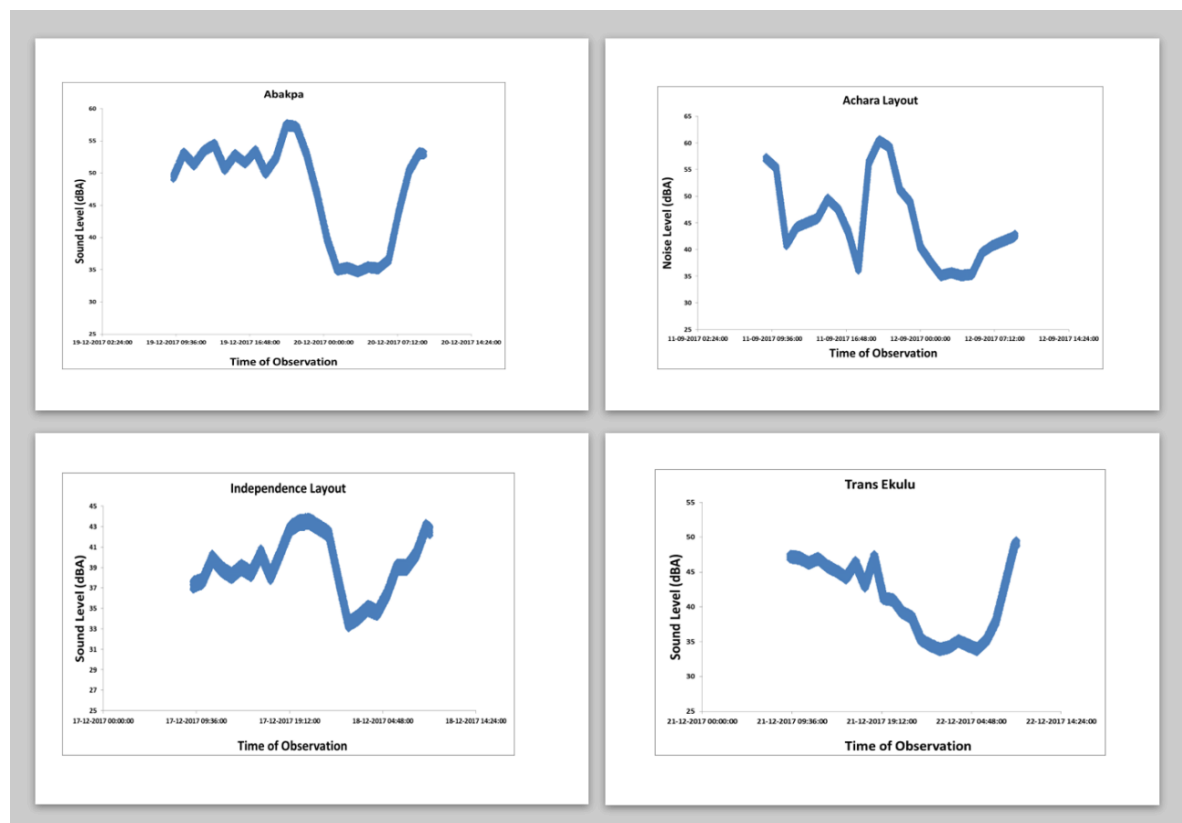 Abakpa
60
55
50
45
40
35
30
25
Sound Level (dBA)
19-12-2017 02:24:00 19-12-2017 09:36:00 19-12-2017 16:48:00 20-12-2017 00:00:00 20-12-2017 07:12:00 20-12-2017 14:24:00
Time of Observation
Achara Layout
65
60
55
50
45
40
35
30
25
Noise Level (dBA)
11-09-2017 02:24:00 11-09-2017 09:36:00 11-09-2017 16:48:00 12-09-2017 00:00:00 12-09-2017 07:12:00 12-09-2017 14:24:00
Time of Observation
Independence Layout
45
43
41
39
37
35
33
31
29
27
25
Sound Level (dBA)
17-12-2017 00:00:00 17-12-2017 09:36:00 17-12-2017 19:12:00 18-12-2017 04:48:00 18-12-2017 14:24:00
Time of Observation
Trans Ekulu
55
50
45
40
35
30
25
Sound Level (dBA)
21-12-2017 00:00:00 21-12-2017 09:36:00 21-12-2017 19:12:00 22-12-2017 04:48:00 22-12-2017 14:24:00
Time of Observation